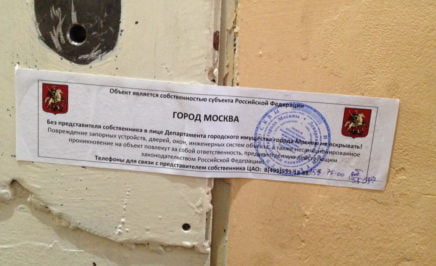 Объект является собственностью субъекта Российской Федерации
ГОРОД МОСКВА
Без представителя собственника в лице Департамента городского имущества города Москвы не вскрывать!
Повреждение запорных устройств, дверей, окон, инженерных систем объекта, а также несанкционированное
проникновение на объект повлекут за собой ответственность, предусмотренную действующим
законодательством Российской Федерации!
Телефоны для связи с представителем собственника ЦАО: